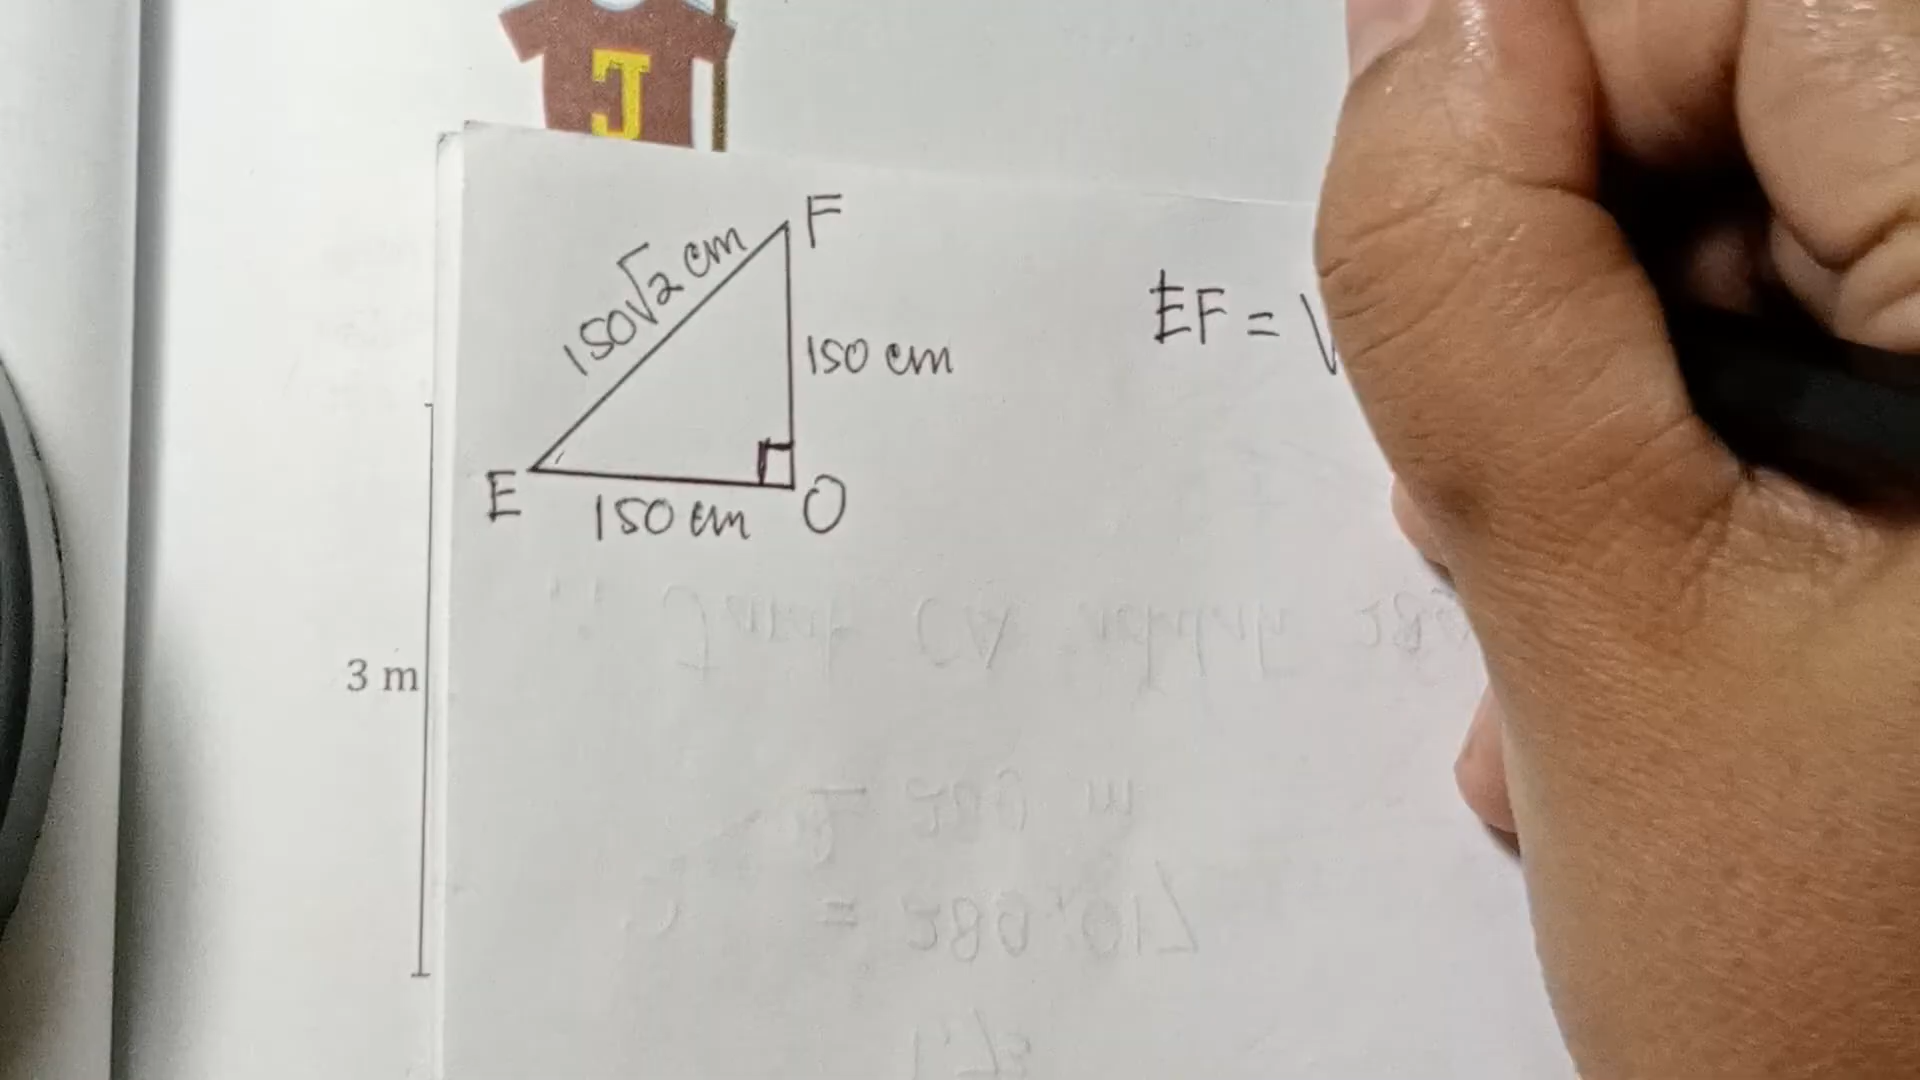 J
F
150√2 cm
EF = √
150 cm
E
150 cm
O
3 m